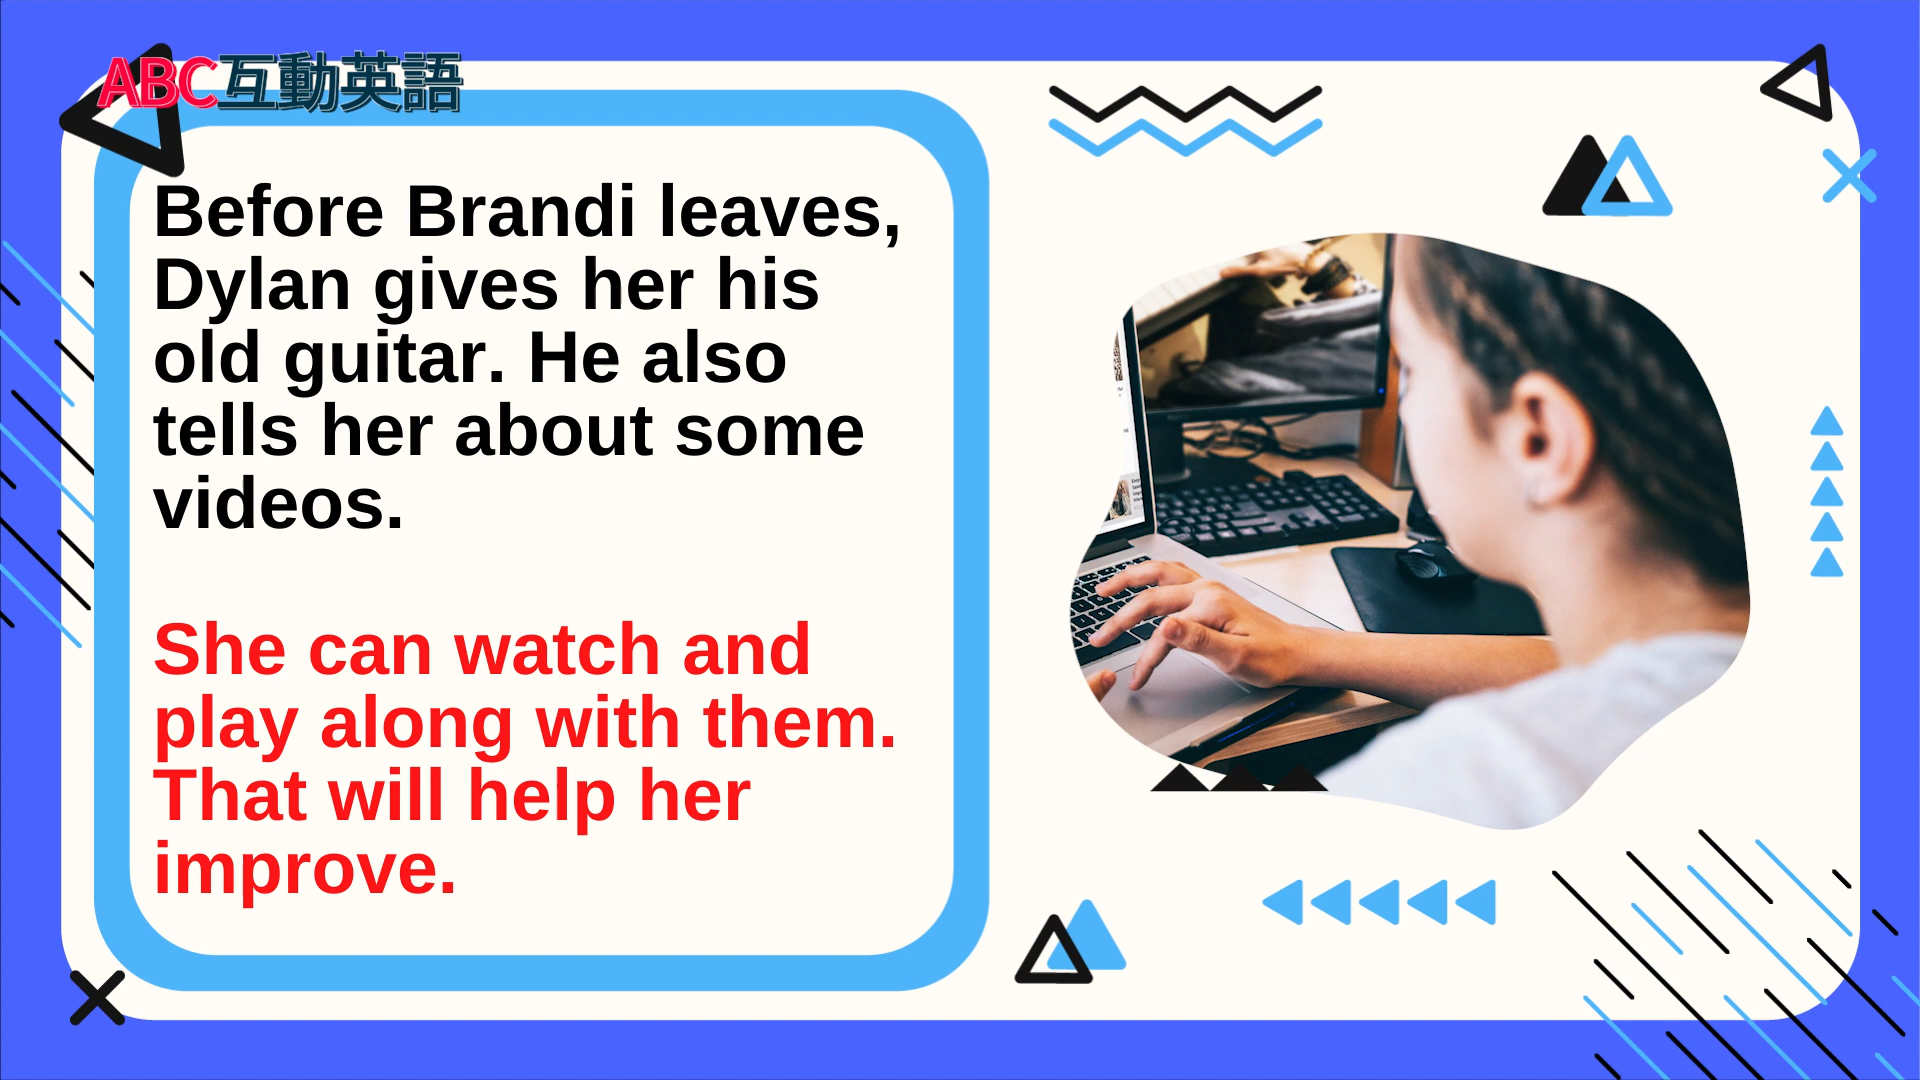 ABC互動英語
Before Brandi leaves,
Dylan gives her his
old guitar. He also
tells her about some
videos.
She can watch and
play along with them.
That will help her
improve.